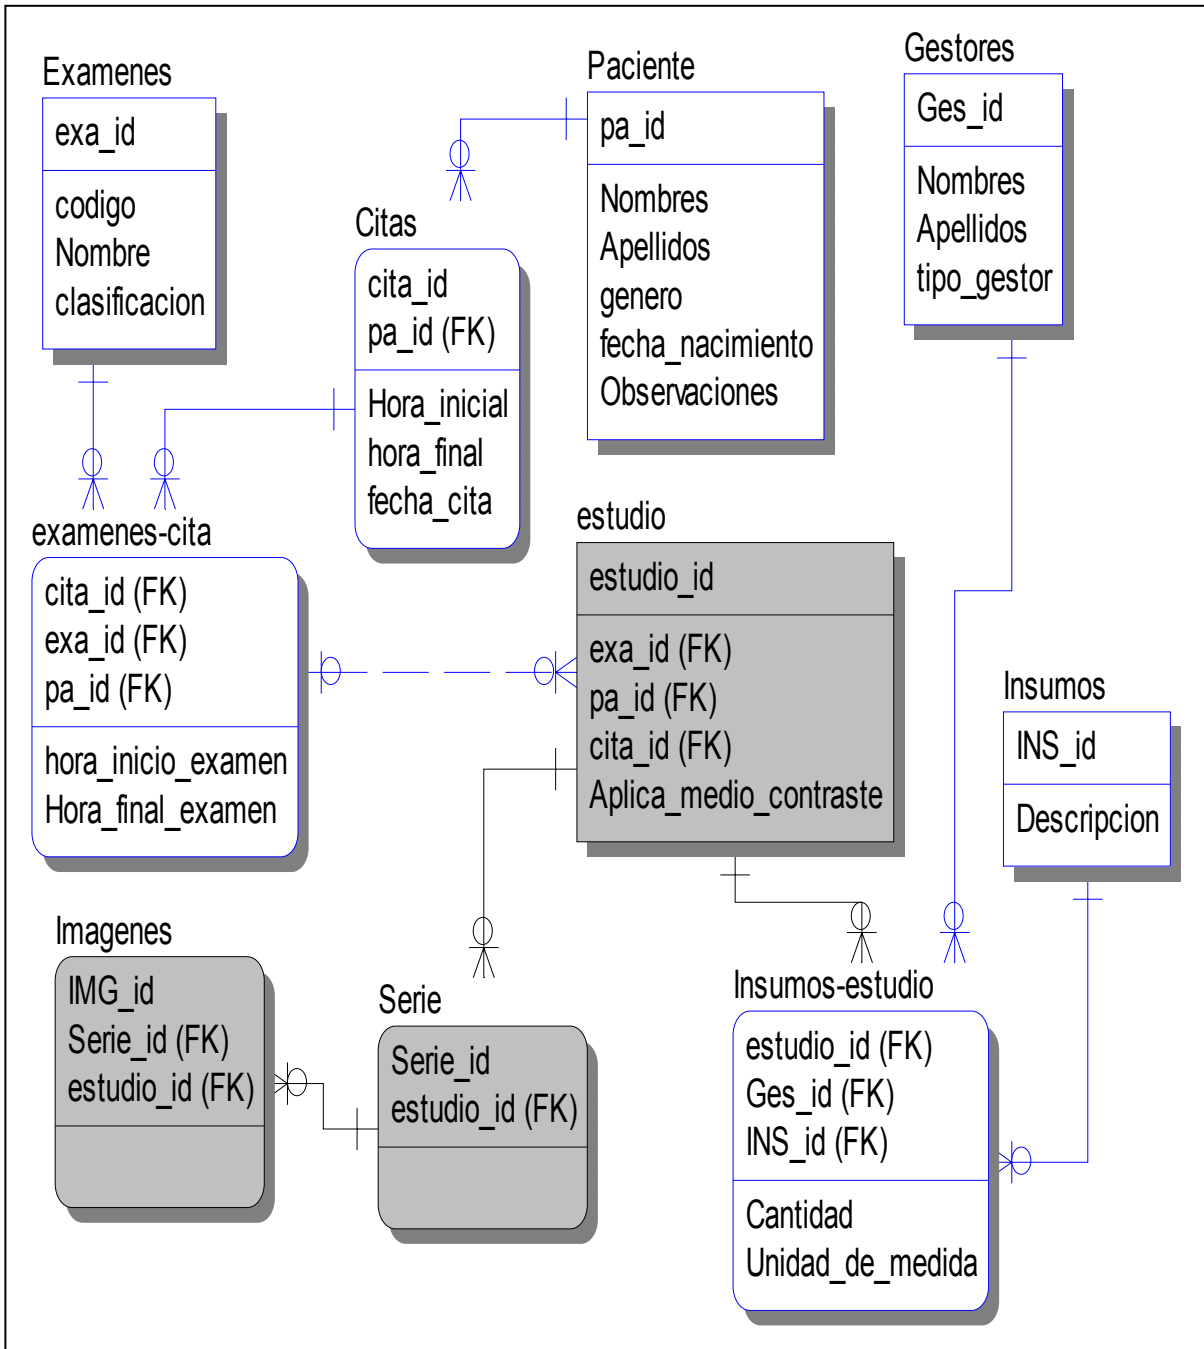 Examenes
exa_id
codigo
Nombre
clasificacion
Paciente
pa_id
Nombres
Apellidos
genero
fecha_nacimiento
Observaciones
Gestores
Ges_id
Nombres
Apellidos
tipo_gestor
Citas
cita_id
pa_id (FK)
Hora_inicial
hora_final
fecha_cita
examenes-cita
cita_id (FK)
exa_id (FK)
pa_id (FK)
hora_inicio_examen
Hora_final_examen
estudio
estudio_id
exa_id (FK)
pa_id (FK)
cita_id (FK)
Aplica_medio_contraste
Insumos
INS_id
Descripcion
Imagenes
IMG_id
Serie_id (FK)
estudio_id (FK)
Serie
Serie_id
estudio_id (FK)
Insumos-estudio
estudio_id (FK)
Ges_id (FK)
INS_id (FK)
Cantidad
Unidad_de_medida